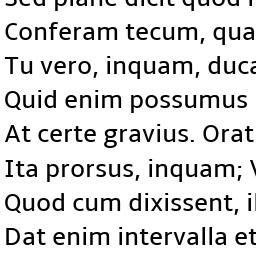 Sed plane dicit quod
Conferam tecum, qua
Tu vero, inquam, duca
Quid enim possumus
At certe gravius. Orat
Ita prorsus, inquam;
Quod cum dixissent, i
Dat enim intervalla et